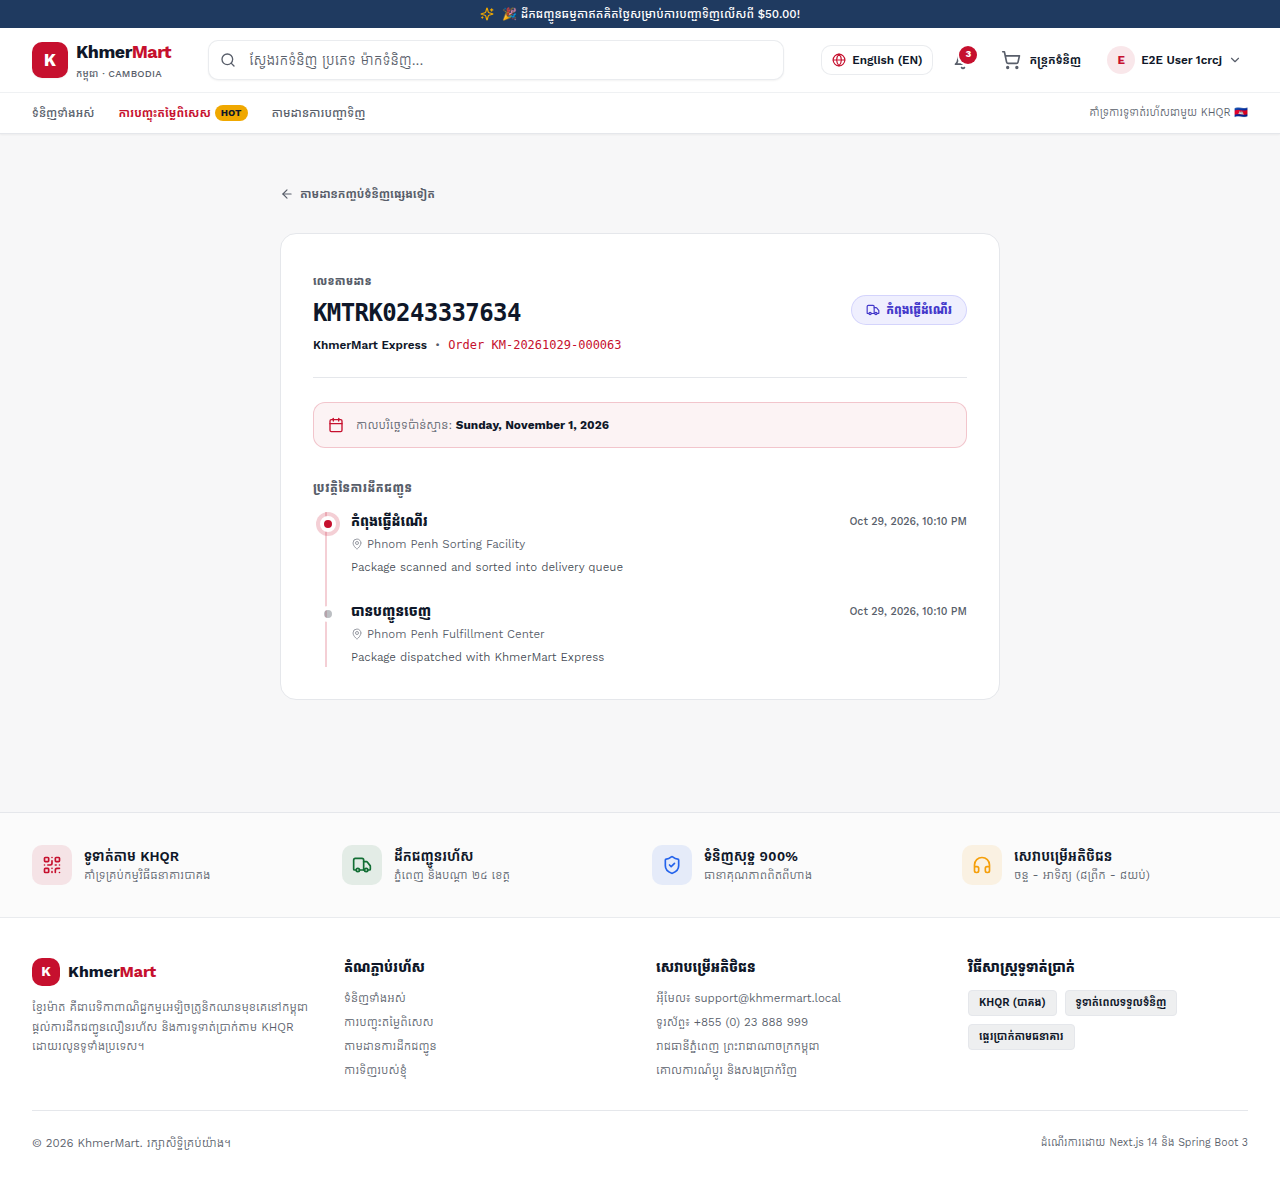 🎉 ដឹកជញ្ជូនធម្មតាឥតគិតថ្លៃសម្រាប់ការបញ្ជាទិញលើសពី $50.00!
K
KhmerMart
កម្ពុជា · CAMBODIA
ស្វែងរកទំនិញ ប្រភេទ ម៉ាកទំនិញ...
English (EN)
3
កន្ត្រកទំនិញ
E
E2E User 1crcj
ទំនិញទាំងអស់
ការបញ្ចុះតម្លៃពិសេស HOT
តាមដានការបញ្ជាទិញ
គាំទ្រការទូទាត់រហ័សជាមួយ KHQR 🇰🇭
តាមដានកញ្ចប់ទំនិញផ្សេងទៀត
លេខតាមដាន
KMTRK0243337634
កំពុងធ្វើដំណើរ
KhmerMart Express • Order KM-20261029-000063
កាលបរិច្ឆេទប៉ាន់ស្មាន: Sunday, November 1, 2026
ប្រវត្តិនៃការដឹកជញ្ជូន
កំពុងធ្វើដំណើរ
Oct 29, 2026, 10:10 PM
Phnom Penh Sorting Facility
Package scanned and sorted into delivery queue
បានបញ្ជូនចេញ
Oct 29, 2026, 10:10 PM
Phnom Penh Fulfillment Center
Package dispatched with KhmerMart Express
ទូទាត់តាម KHQR
គាំទ្រគ្រប់កម្មវិធីធនាគារបាគង
ដឹកជញ្ជូនរហ័ស
ភ្នំពេញ និងបណ្តា ២៤ ខេត្ត
ទំនិញសុទ្ធ ១០០%
ធានាគុណភាពពិតពីហាង
សេវាបម្រើអតិថិជន
ចន្ទ - អាទិត្យ (៨ព្រឹក - ៨យប់)
K
KhmerMart
ខ្មែរម៉ាត គឺជាវេទិកាពាណិជ្ជកម្មអេឡិចត្រូនិកឈានមុខគេនៅកម្ពុជា
ផ្តល់ការដឹកជញ្ជូនលឿនរហ័ស និងការទូទាត់ប្រាក់តាម KHQR
ដោយរលូនទូទាំងប្រទេស។
តំណភ្ជាប់រហ័ស
ទំនិញទាំងអស់
ការបញ្ចុះតម្លៃពិសេស
តាមដានការដឹកជញ្ជូន
ការទិញរបស់ខ្ញុំ
សេវាបម្រើអតិថិជន
អ៊ីមែល៖ support@khmermart.local
ទូរស័ព្ទ៖ +855 (0) 23 888 999
រាជធានីភ្នំពេញ ព្រះរាជាណាចក្រកម្ពុជា
គោលការណ៍ប្តូរ និងសងប្រាក់វិញ
វិធីសាស្ត្រទូទាត់ប្រាក់
KHQR (បាគង)
ទូទាត់ពេលទទួលទំនិញ
ផ្ទេរប្រាក់តាមធនាគារ
© 2026 KhmerMart. រក្សាសិទ្ធិគ្រប់យ៉ាង។
ដំណើរការដោយ Next.js 14 និង Spring Boot 3